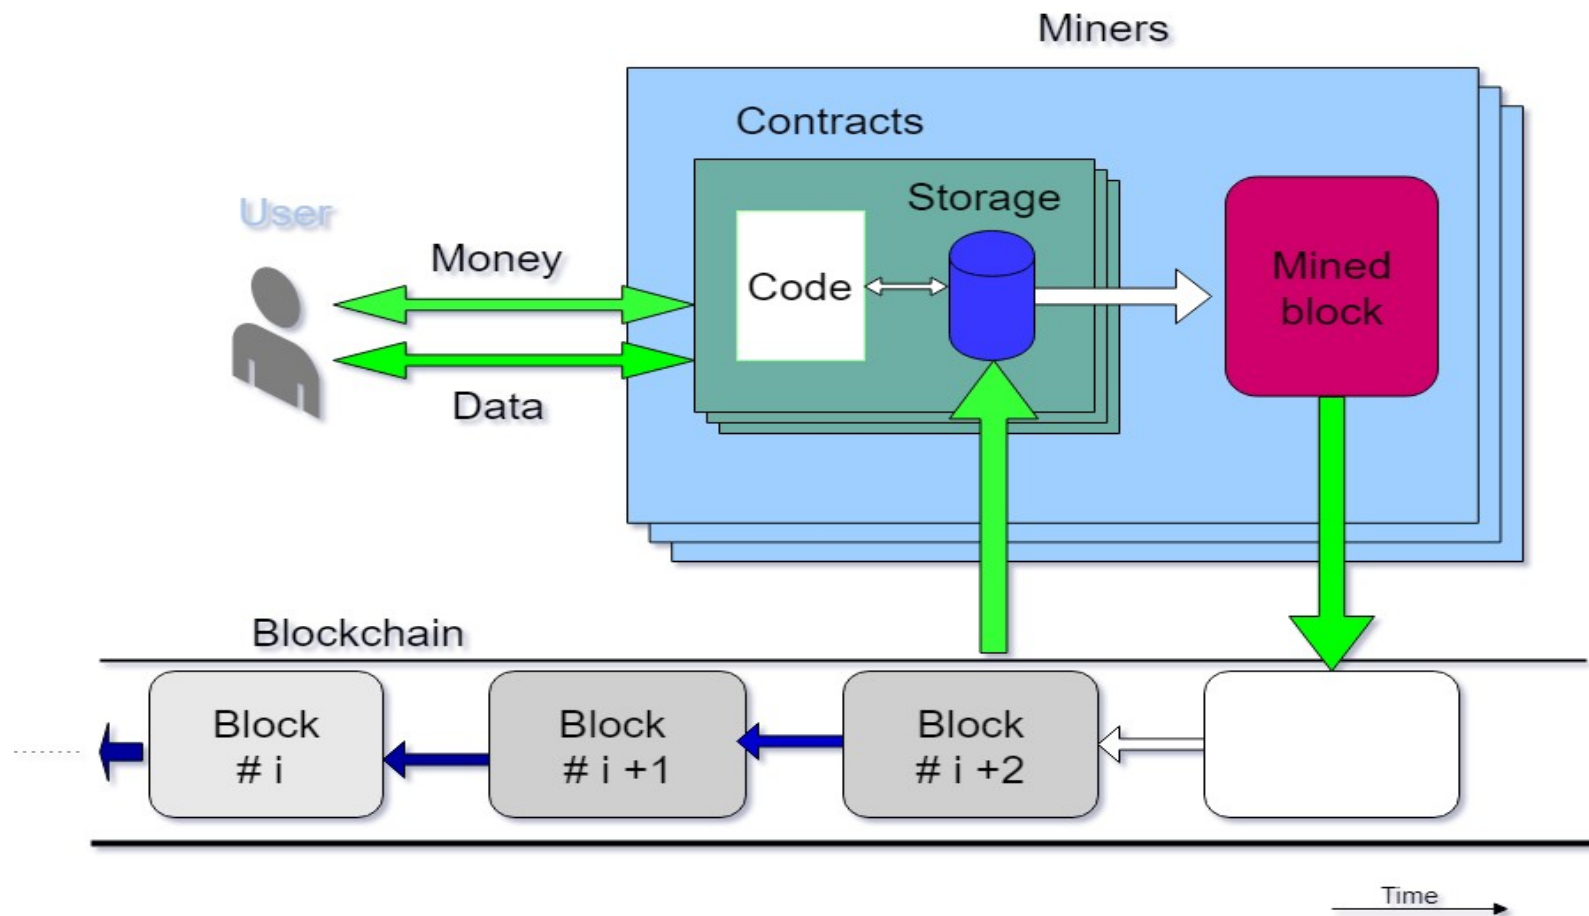 Miners
Contracts
User
Storage
Money
Code
Mined
block
Data
Blockchain
Block
# i
Block
# i +1
Block
# i +2
Time